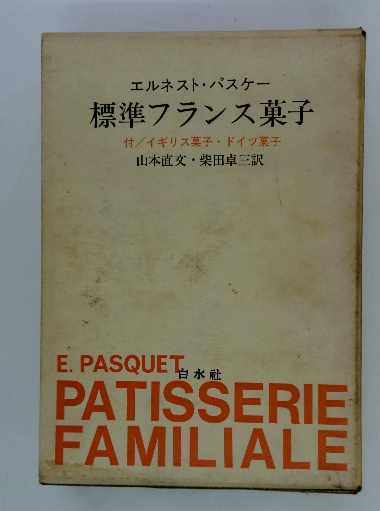 エルネスト・パスケー
標準フランス菓子
付／イギリス菓子・ドイツ菓子
山本直文・柴田卓三訳
E. PASQUET
白水社
PATISSERIE
FAMILIALE